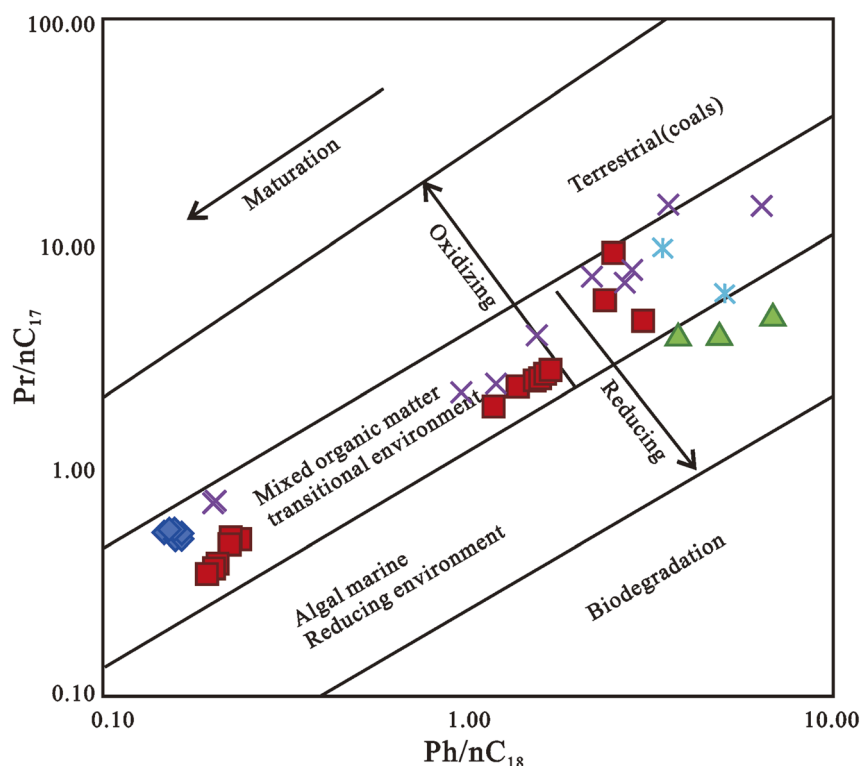 100.00
10.00
1.00
0.10
Pr/nC₁₇
Maturation
Terrestrial(coals)
Oxidizing
Reducing
Mixed organic matter
transitional environment
Algal marine
Reducing environment
Biodegradation
0.10
1.00
10.00
Ph/nC₁₈